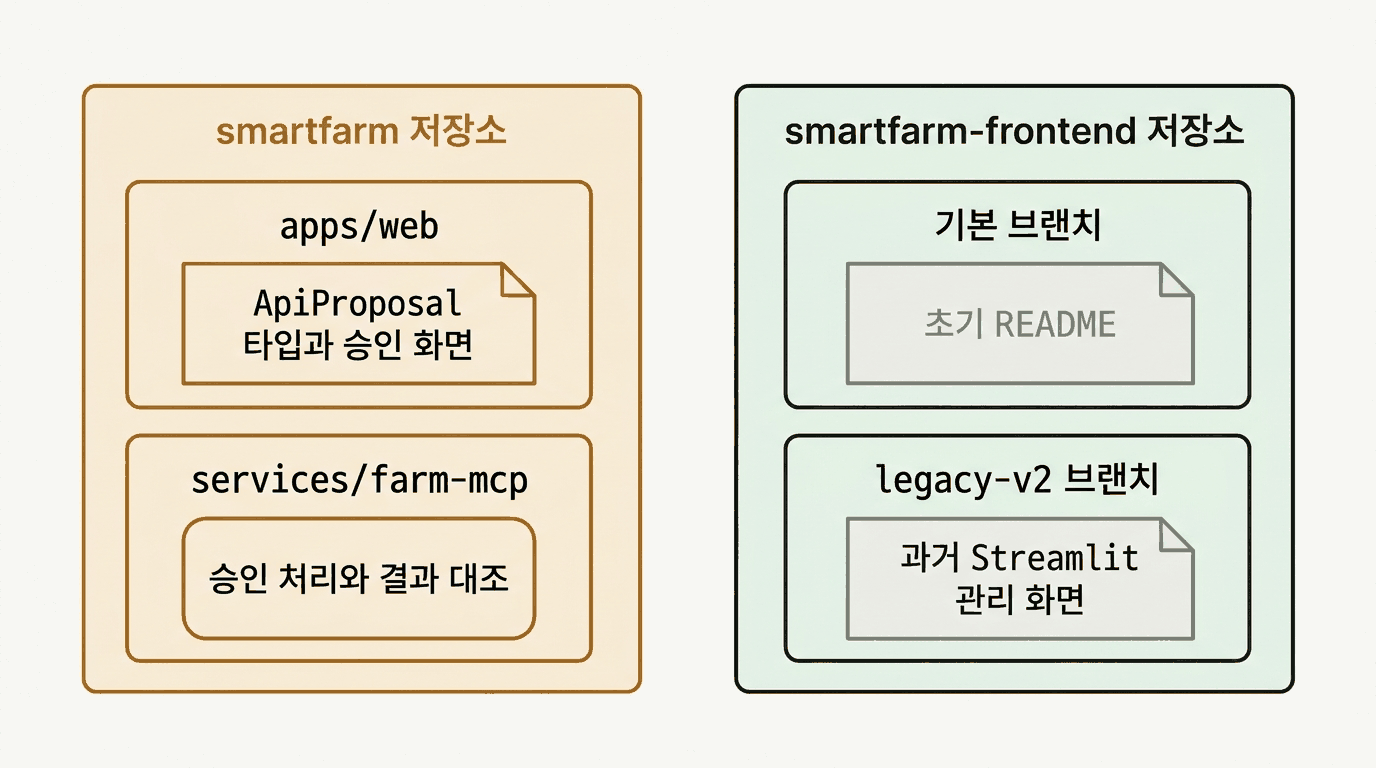 smartfarm 저장소
apps/web
ApiProposal
타입과 승인 화면
services/farm-mcp
승인 처리와 결과 대조
smartfarm-frontend 저장소
기본 브랜치
초기 README
legacy-v2 브랜치
과거 Streamlit
관리 화면